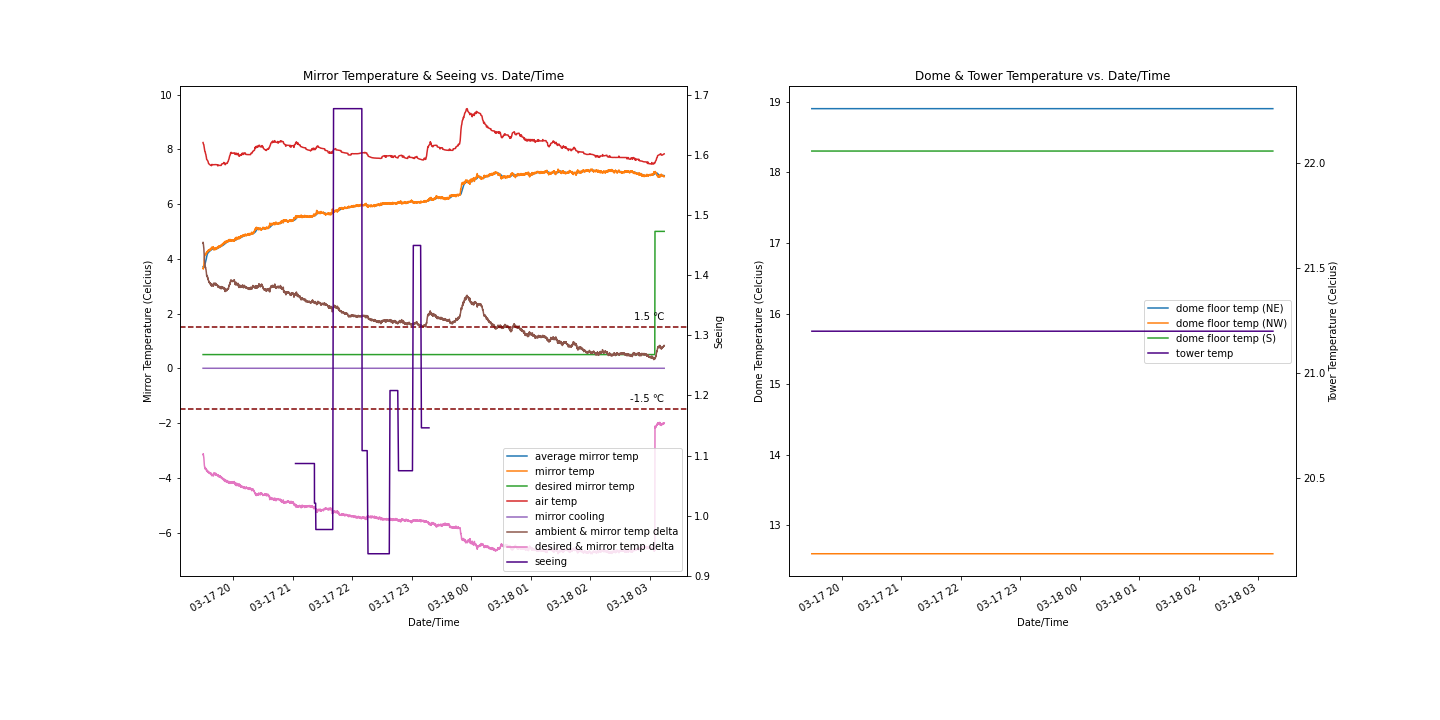 Mirror Temperature & Seeing vs. Date/Time
10
8
6
4
2
0
−2
−4
−6
Mirror Temperature (Celcius)
1.7
1.6
1.5
1.4
1.3
1.2
1.1
1.0
0.9
Seeing
1.5 °C
-1.5 °C
average mirror temp
mirror temp
desired mirror temp
air temp
mirror cooling
ambient & mirror temp delta
desired & mirror temp delta
seeing
03-17 20
03-17 21
03-17 22
03-17 23
03-18 00
03-18 01
03-18 02
03-18 03
Date/Time
Dome & Tower Temperature vs. Date/Time
19
18
17
16
15
14
13
Dome Temperature (Celcius)
22.0
21.5
21.0
20.5
Tower Temperature (Celcius)
dome floor temp (NE)
dome floor temp (NW)
dome floor temp (S)
tower temp
03-17 20
03-17 21
03-17 22
03-17 23
03-18 00
03-18 01
03-18 02
03-18 03
Date/Time